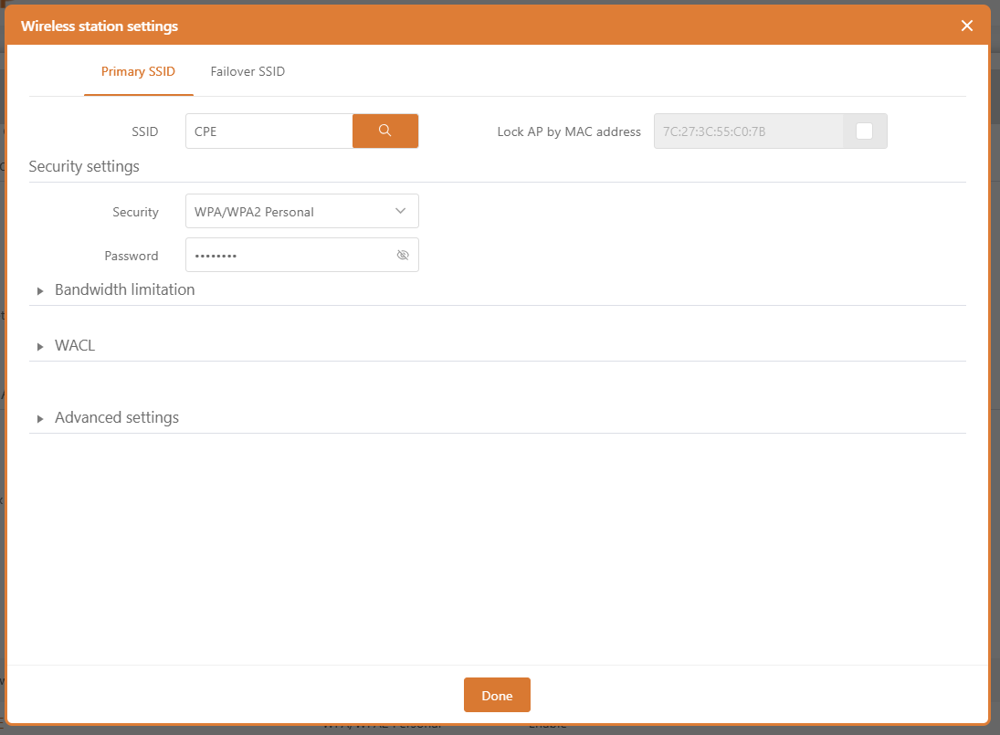 Wireless station settings
Primary SSID Failover SSID
SSID CPE Lock AP by MAC address 7C:27:3C:55:C0:7B
Security settings
Security WPA/WPA2 Personal
Password ••••••••
Bandwidth limitation
WACL
Advanced settings
Done